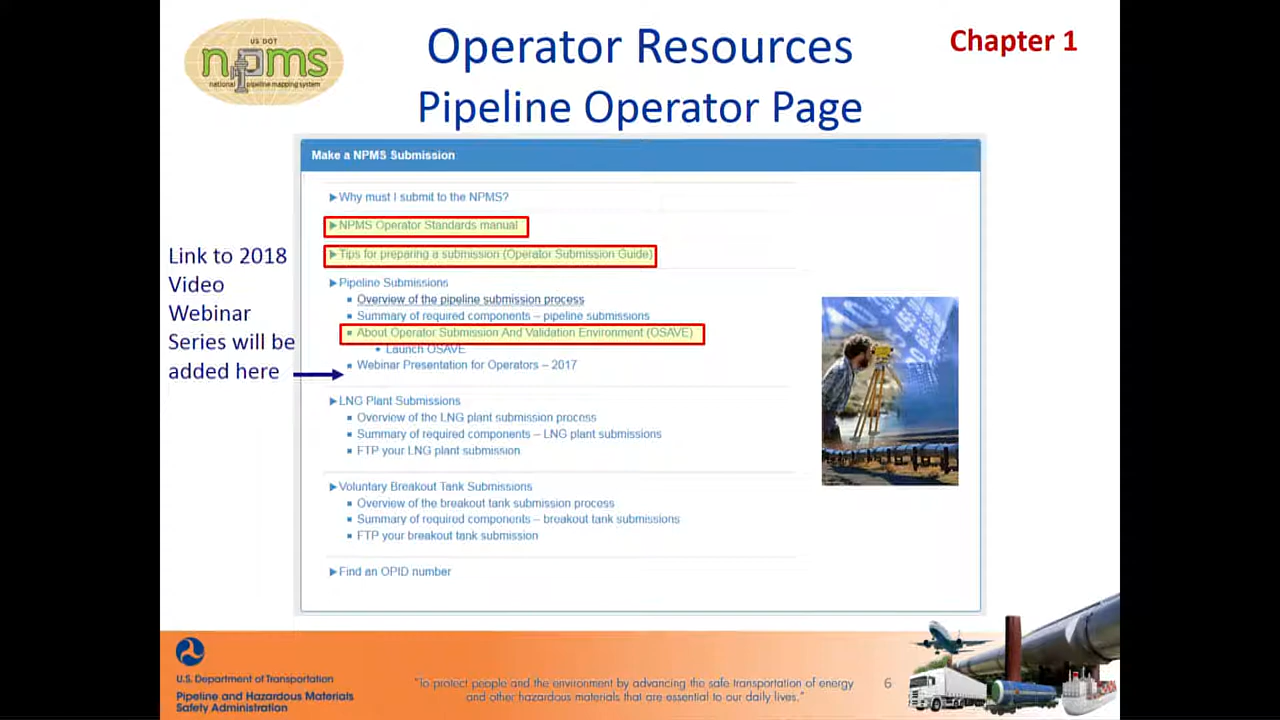 US DOT
npms
national pipeline mapping system
Operator Resources
Pipeline Operator Page
Chapter 1
Make a NPMS Submission
Why must I submit to the NPMS?
NPMS Operator Standards manual
Tips for preparing a submission (Operator Submission Guide)
Pipeline Submissions
Overview of the pipeline submission process
Summary of required components – pipeline submissions
About Operator Submission And Validation Environment (OSAVE)
Launch OSAVE
Webinar Presentation for Operators – 2017
LNG Plant Submissions
Overview of the LNG plant submission process
Summary of required components – LNG plant submissions
FTP your LNG plant submission
Voluntary Breakout Tank Submissions
Overview of the breakout tank submission process
Summary of required components – breakout tank submissions
FTP your breakout tank submission
Find an OPID number
Link to 2018
Video
Webinar
Series will be
added here
U.S. Department of Transportation
Pipeline and Hazardous Materials
Safety Administration
"To protect people and the environment by advancing the safe transportation of energy
and other hazardous materials that are essential to our daily lives."
6